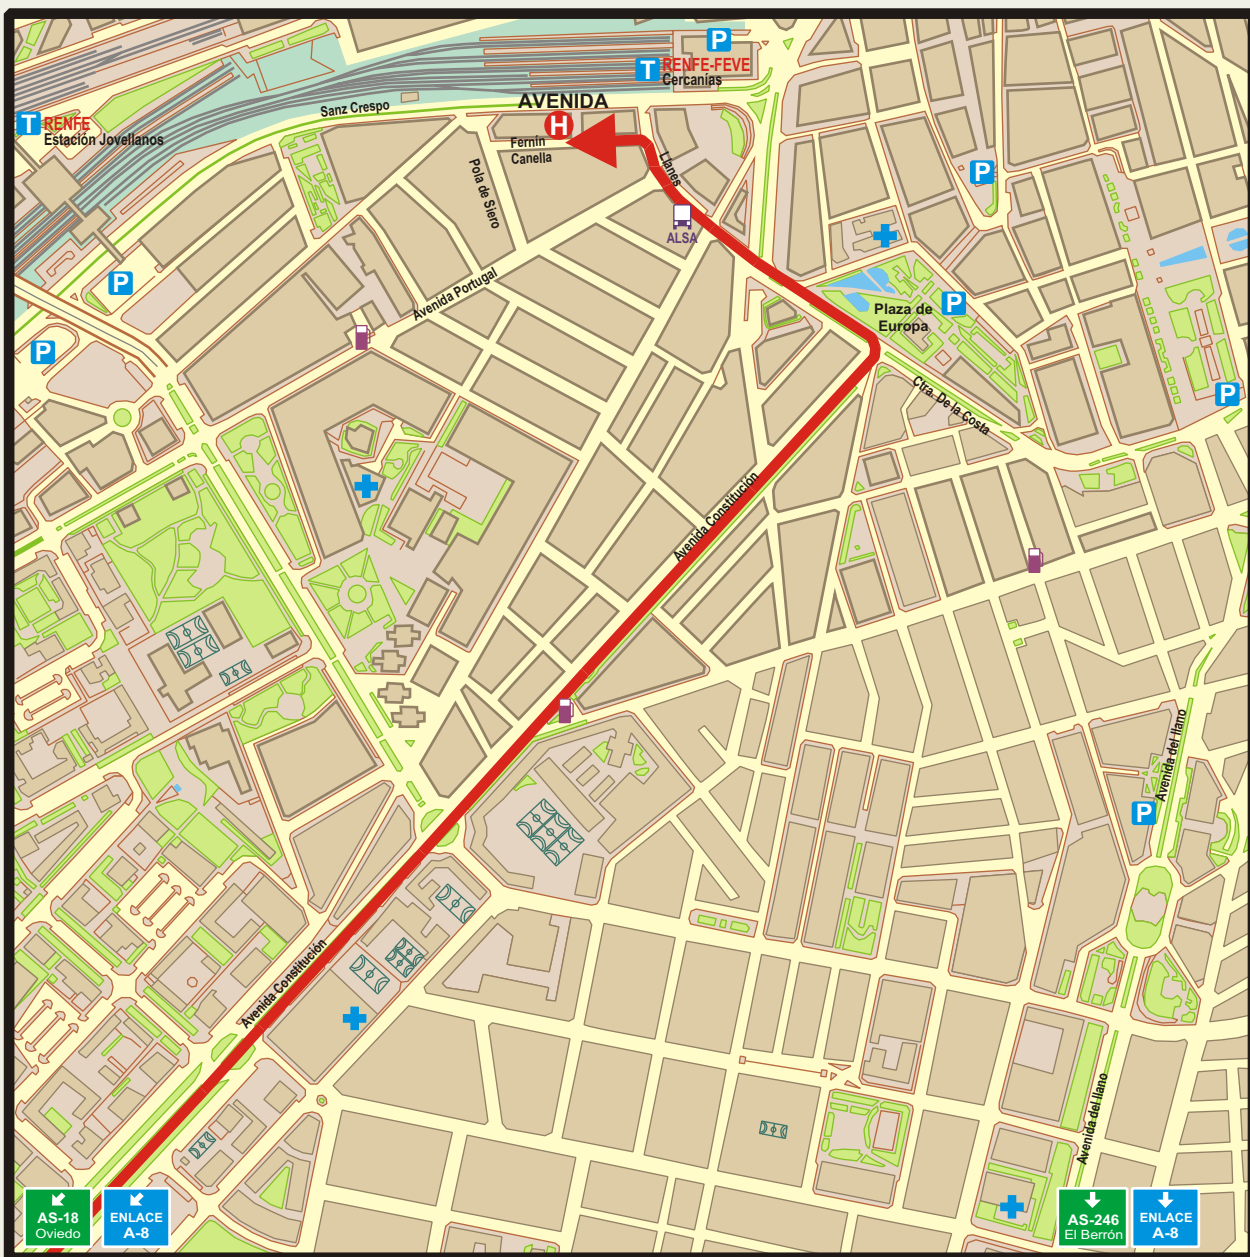 P
T RENFE-FEVE
Cercanías
AVENIDA
Sanz Crespo
H
T RENFE
Estación Jovellanos
Fernín
Canella
Llanes
Pola de Siero
P
ALSA
P
Avenida Portugal
P
Plaza de
Europa
P
P
Ctra. De la Costa
Avenida Constitución
Avenida del llano
P
Avenida Constitución
Avenida del llano
AS-18
Oviedo
ENLACE
A-8
AS-246
El Berrón
ENLACE
A-8